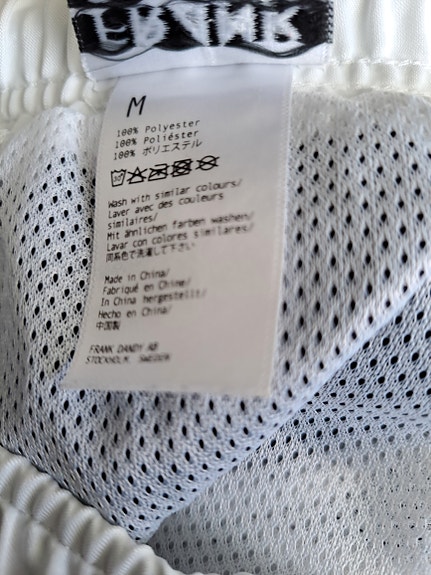 M
100% Polyester
100% Poliéster
100% ポリエステル
30
Wash with similar colours/
Laver avec des couleurs
similaires/
Mit ähnlichen farben washen/
Lavar con colores similares/
同系色で洗濯して下さい
Made in China/
Fabriqué en Chine/
In China hergestellt/
Hecho en China/
中国製
FRANK DANDY AB
STOCKHOLM, Sweden